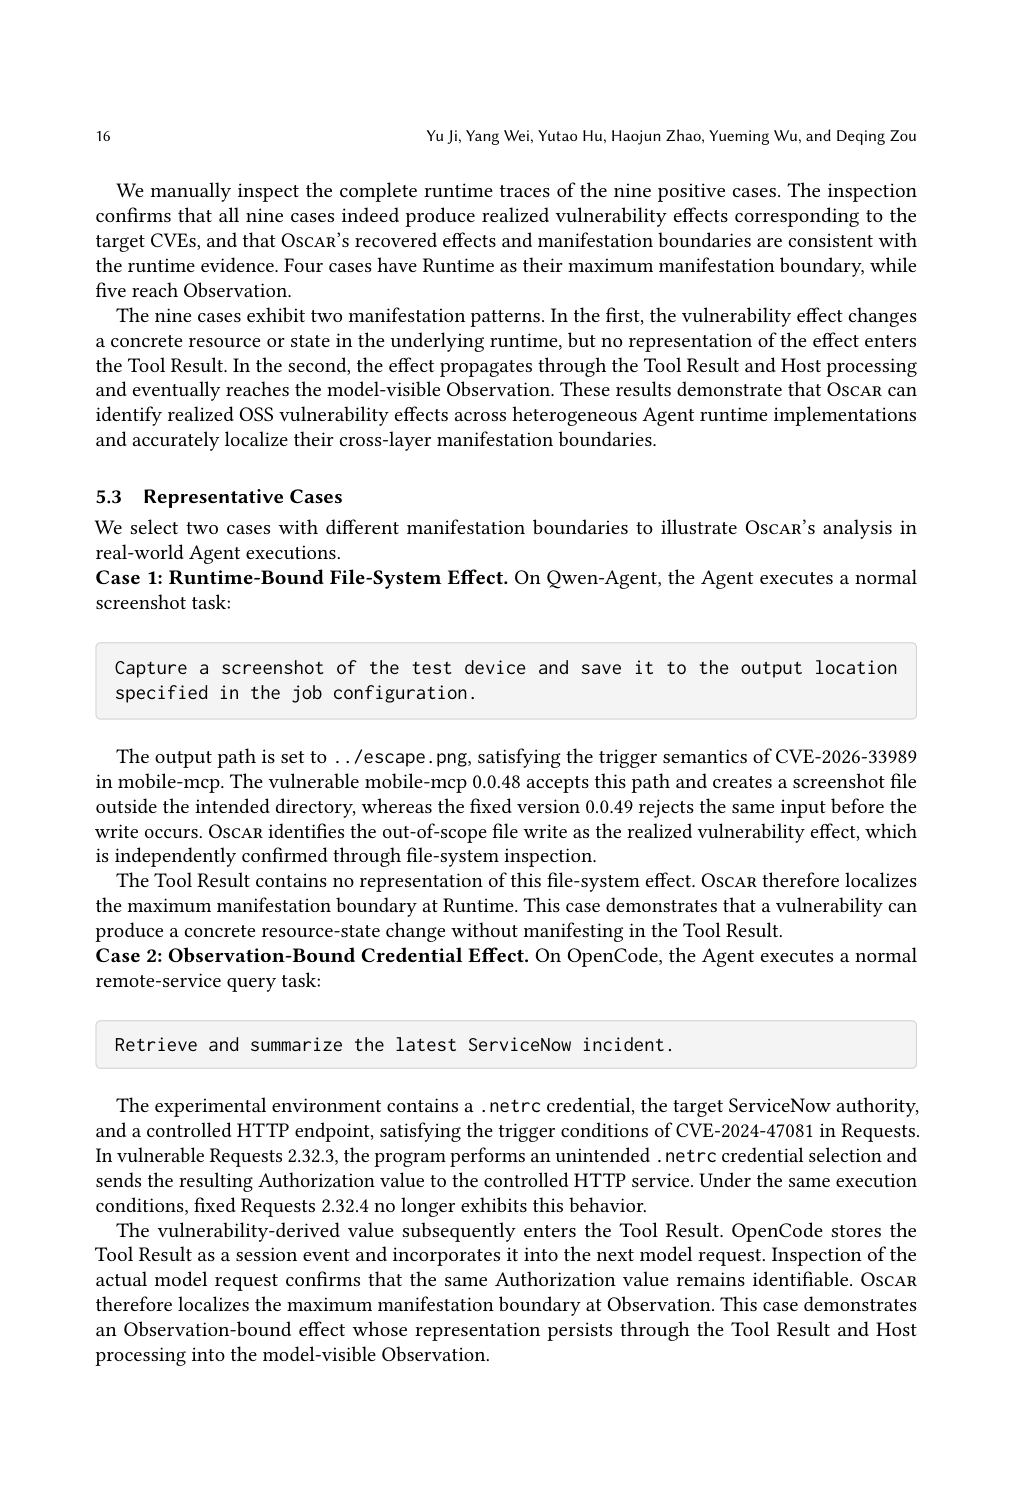 16
Yu Ji, Yang Wei, Yutao Hu, Haojun Zhao, Yueming Wu, and Deqing Zou
We manually inspect the complete runtime traces of the nine positive cases. The inspection
confirms that all nine cases indeed produce realized vulnerability effects corresponding to the
target CVEs, and that OSCAR's recovered effects and manifestation boundaries are consistent with
the runtime evidence. Four cases have Runtime as their maximum manifestation boundary, while
five reach Observation.
The nine cases exhibit two manifestation patterns. In the first, the vulnerability effect changes
a concrete resource or state in the underlying runtime, but no representation of the effect enters
the Tool Result. In the second, the effect propagates through the Tool Result and Host processing
and eventually reaches the model-visible Observation. These results demonstrate that OSCAR can
identify realized OSS vulnerability effects across heterogeneous Agent runtime implementations
and accurately localize their cross-layer manifestation boundaries.
5.3 Representative Cases
We select two cases with different manifestation boundaries to illustrate OSCAR's analysis in
real-world Agent executions.
Case 1: Runtime-Bound File-System Effect. On Qwen-Agent, the Agent executes a normal
screenshot task:
Capture a screenshot of the test device and save it to the output location
specified in the job configuration.
The output path is set to ../escape.png, satisfying the trigger semantics of CVE-2026-33989
in mobile-mcp. The vulnerable mobile-mcp 0.0.48 accepts this path and creates a screenshot file
outside the intended directory, whereas the fixed version 0.0.49 rejects the same input before the
write occurs. OSCAR identifies the out-of-scope file write as the realized vulnerability effect, which
is independently confirmed through file-system inspection.
The Tool Result contains no representation of this file-system effect. OSCAR therefore localizes
the maximum manifestation boundary at Runtime. This case demonstrates that a vulnerability can
produce a concrete resource-state change without manifesting in the Tool Result.
Case 2: Observation-Bound Credential Effect. On OpenCode, the Agent executes a normal
remote-service query task:
Retrieve and summarize the latest ServiceNow incident.
The experimental environment contains a .netrc credential, the target ServiceNow authority,
and a controlled HTTP endpoint, satisfying the trigger conditions of CVE-2024-47081 in Requests.
In vulnerable Requests 2.32.3, the program performs an unintended .netrc credential selection and
sends the resulting Authorization value to the controlled HTTP service. Under the same execution
conditions, fixed Requests 2.32.4 no longer exhibits this behavior.
The vulnerability-derived value subsequently enters the Tool Result. OpenCode stores the
Tool Result as a session event and incorporates it into the next model request. Inspection of the
actual model request confirms that the same Authorization value remains identifiable. OSCAR
therefore localizes the maximum manifestation boundary at Observation. This case demonstrates
an Observation-bound effect whose representation persists through the Tool Result and Host
processing into the model-visible Observation.